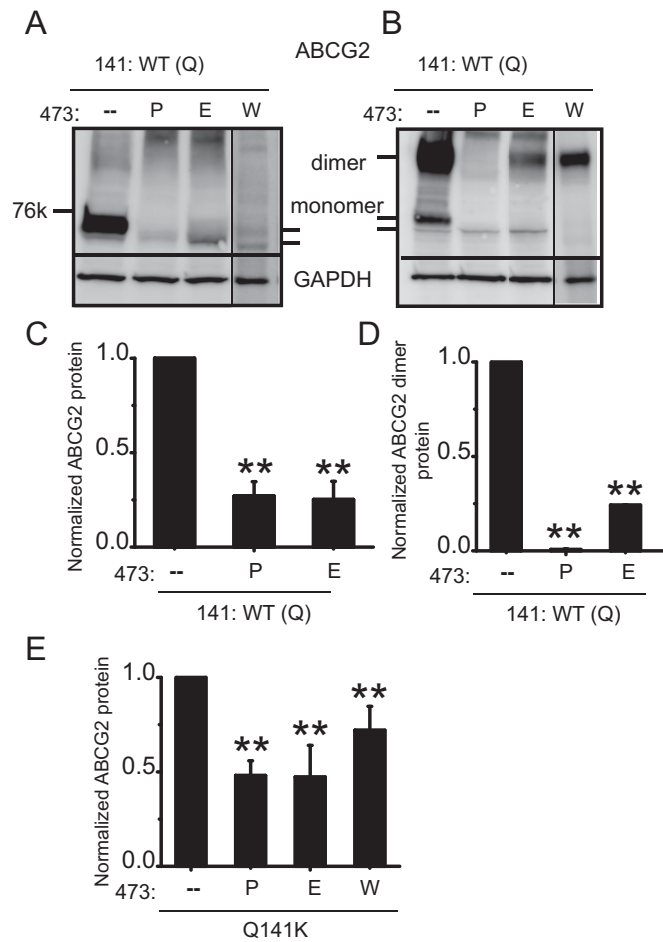 A
B
ABCG2
141: WT (Q)
141: WT (Q)
473: -- P E W
473: -- P E W
dimer
76k
monomer
GAPDH
C
D
Normalized ABCG2 protein
1.0
0.5
0.0
** **
473: -- P E
141: WT (Q)
Normalized ABCG2 dimer
protein
1.0
0.5
0.0
** **
473: -- P E
141: WT (Q)
E
Normalized ABCG2 protein
1.0
0.5
0.0
** ** **
473: -- P E W
Q141K